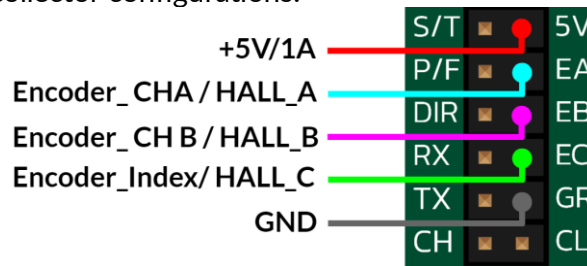 collector configurations.
+5V/1A
Encoder_ CHA / HALL_A
Encoder_ CH B / HALL_B
Encoder_Index/ HALL_C
GND
S/T 5V
P/F EA
DIR EB
RX EC
TX GR
CH CL